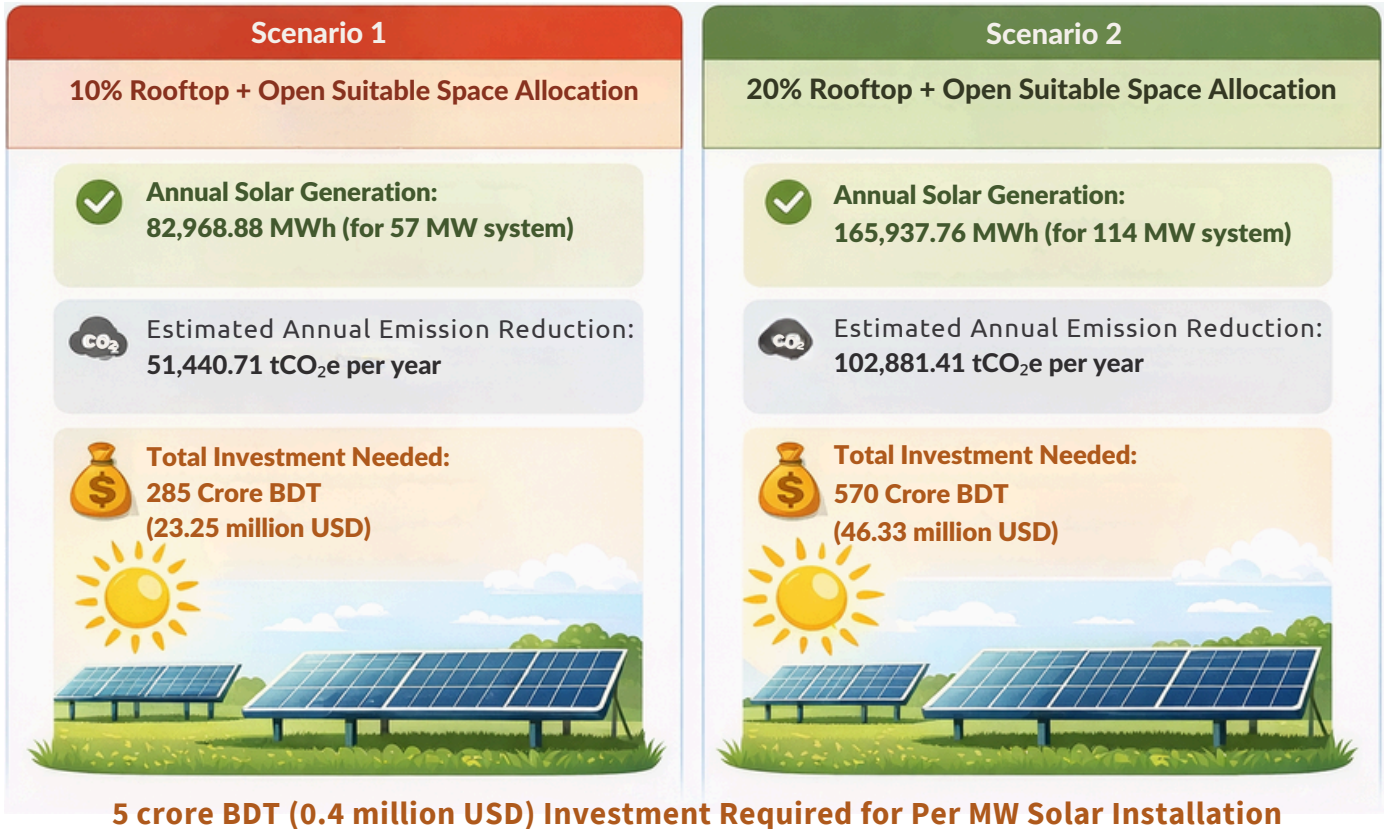 Scenario 1
10% Rooftop + Open Suitable Space Allocation
Annual Solar Generation:
82,968.88 MWh (for 57 MW system)
CO₂
Estimated Annual Emission Reduction:
51,440.71 tCO₂e per year
$
Total Investment Needed:
285 Crore BDT
(23.25 million USD)
Scenario 2
20% Rooftop + Open Suitable Space Allocation
Annual Solar Generation:
165,937.76 MWh (for 114 MW system)
CO₂
Estimated Annual Emission Reduction:
102,881.41 tCO₂e per year
$
Total Investment Needed:
570 Crore BDT
(46.33 million USD)
5 crore BDT (0.4 million USD) Investment Required for Per MW Solar Installation